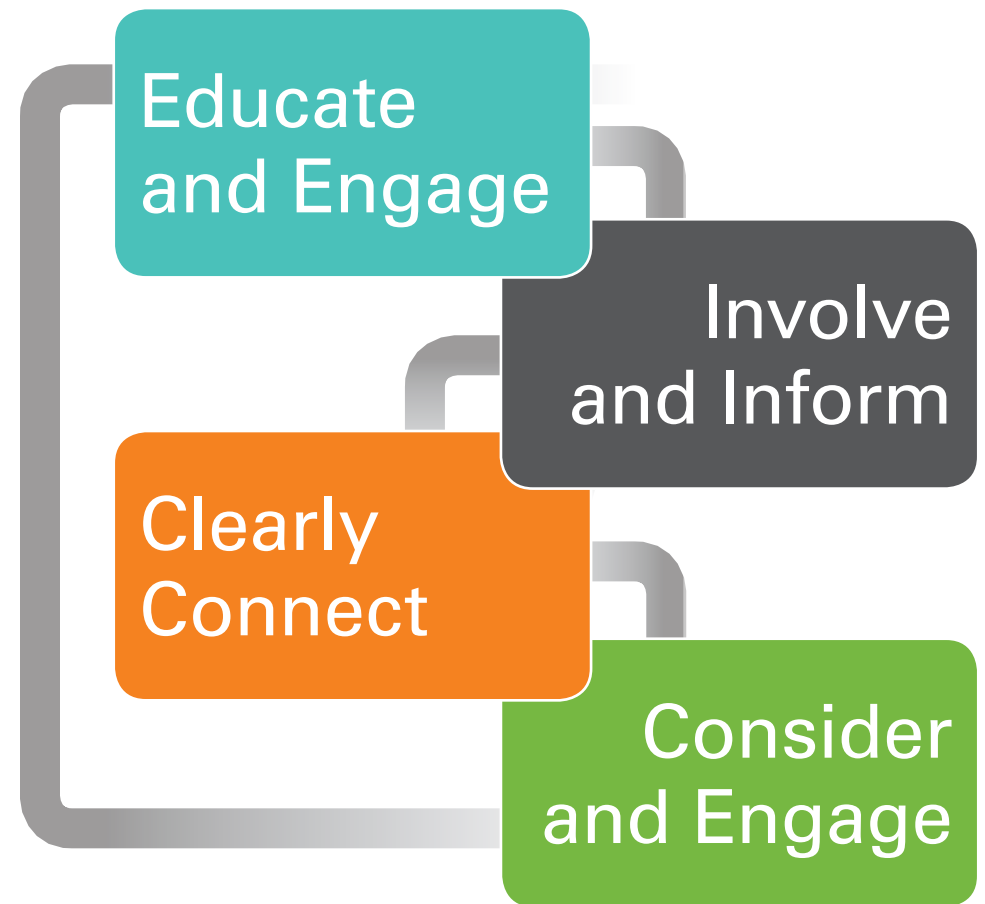 Educate
and Engage
Involve
and Inform
Clearly
Connect
Consider
and Engage